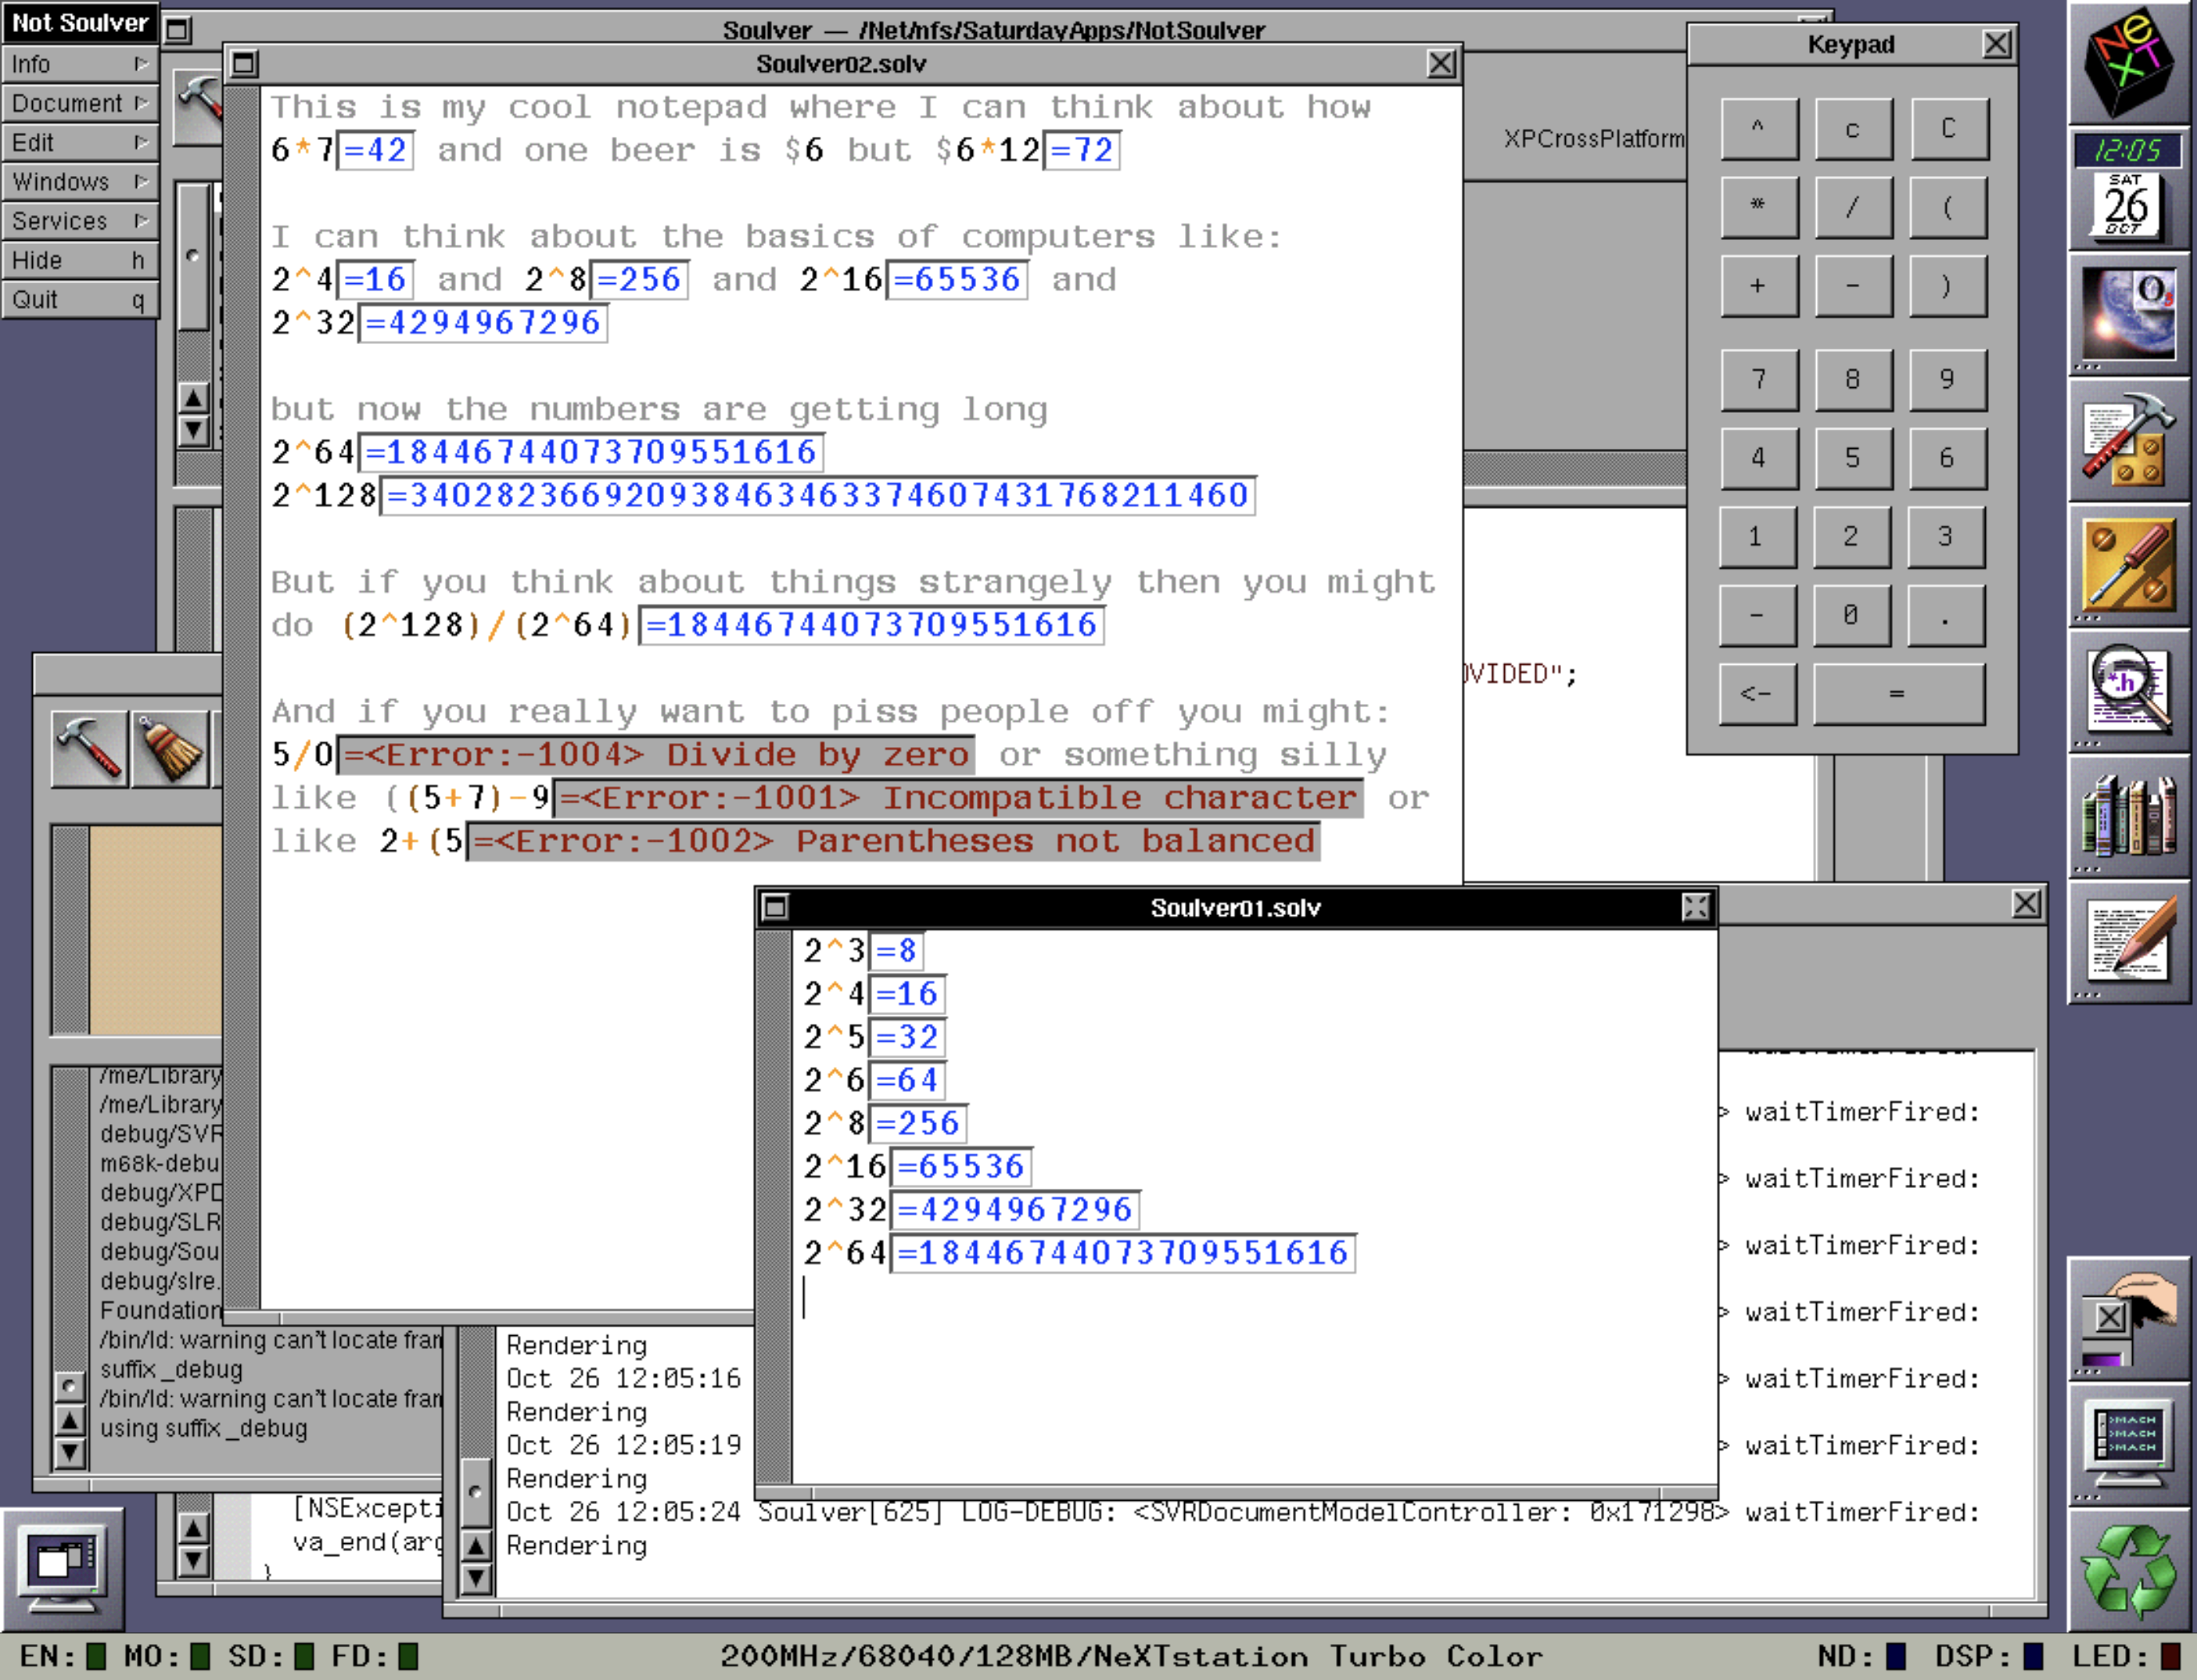 Not Soulver
Info
Document
Edit
Windows
Services
Hide h
Quit q
Soulver — /Net/nfs/SaturdayApps/NotSoulver
XPCrossPlatform
OVIDED";
Soulver02.solv
This is my cool notepad where I can think about how
6*7=42 and one beer is $6 but $6*12=72
I can think about the basics of computers like:
2^4=16 and 2^8=256 and 2^16=65536 and
2^32=4294967296
but now the numbers are getting long
2^64=18446744073709551616
2^128=340282366920938463463374607431768211460
But if you think about things strangely then you might
do (2^128)/(2^64)=18446744073709551616
And if you really want to piss people off you might:
5/0=<Error:-1004> Divide by zero or something silly
like ((5+7)-9=<Error:-1001> Incompatible character or
like 2+(5=<Error:-1002> Parentheses not balanced
Keypad
^ c C
* / (
+ - )
7 8 9
4 5 6
1 2 3
- 0 .
<- =
NeXT
12:05
SAT
26
OCT
O
*.h
>MACH
>MACH
>MACH
Soulver01.solv
2^3=8
2^4=16
2^5=32
2^6=64
2^8=256
2^16=65536
2^32=4294967296
2^64=18446744073709551616
/me/Library
/me/Library
debug/SVR
m68k-debu
debug/XPD
debug/SLR
debug/Sou
debug/slre.
Foundation
/bin/ld: warning can't locate fran
suffix _debug
/bin/ld: warning can't locate fran
using suffix _debug
[NSExcepti
va_end(arg
}
> waitTimerFired:
> waitTimerFired:
> waitTimerFired:
> waitTimerFired:
Rendering
Oct 26 12:05:16 > waitTimerFired:
Rendering
Oct 26 12:05:19 > waitTimerFired:
Rendering
Oct 26 12:05:24 Soulver[625] LOG-DEBUG: <SVRDocumentModelController: 0x171298> waitTimerFired:
Rendering
EN: MO: SD: FD: 200MHz/68040/128MB/NeXTstation Turbo Color ND: DSP: LED: